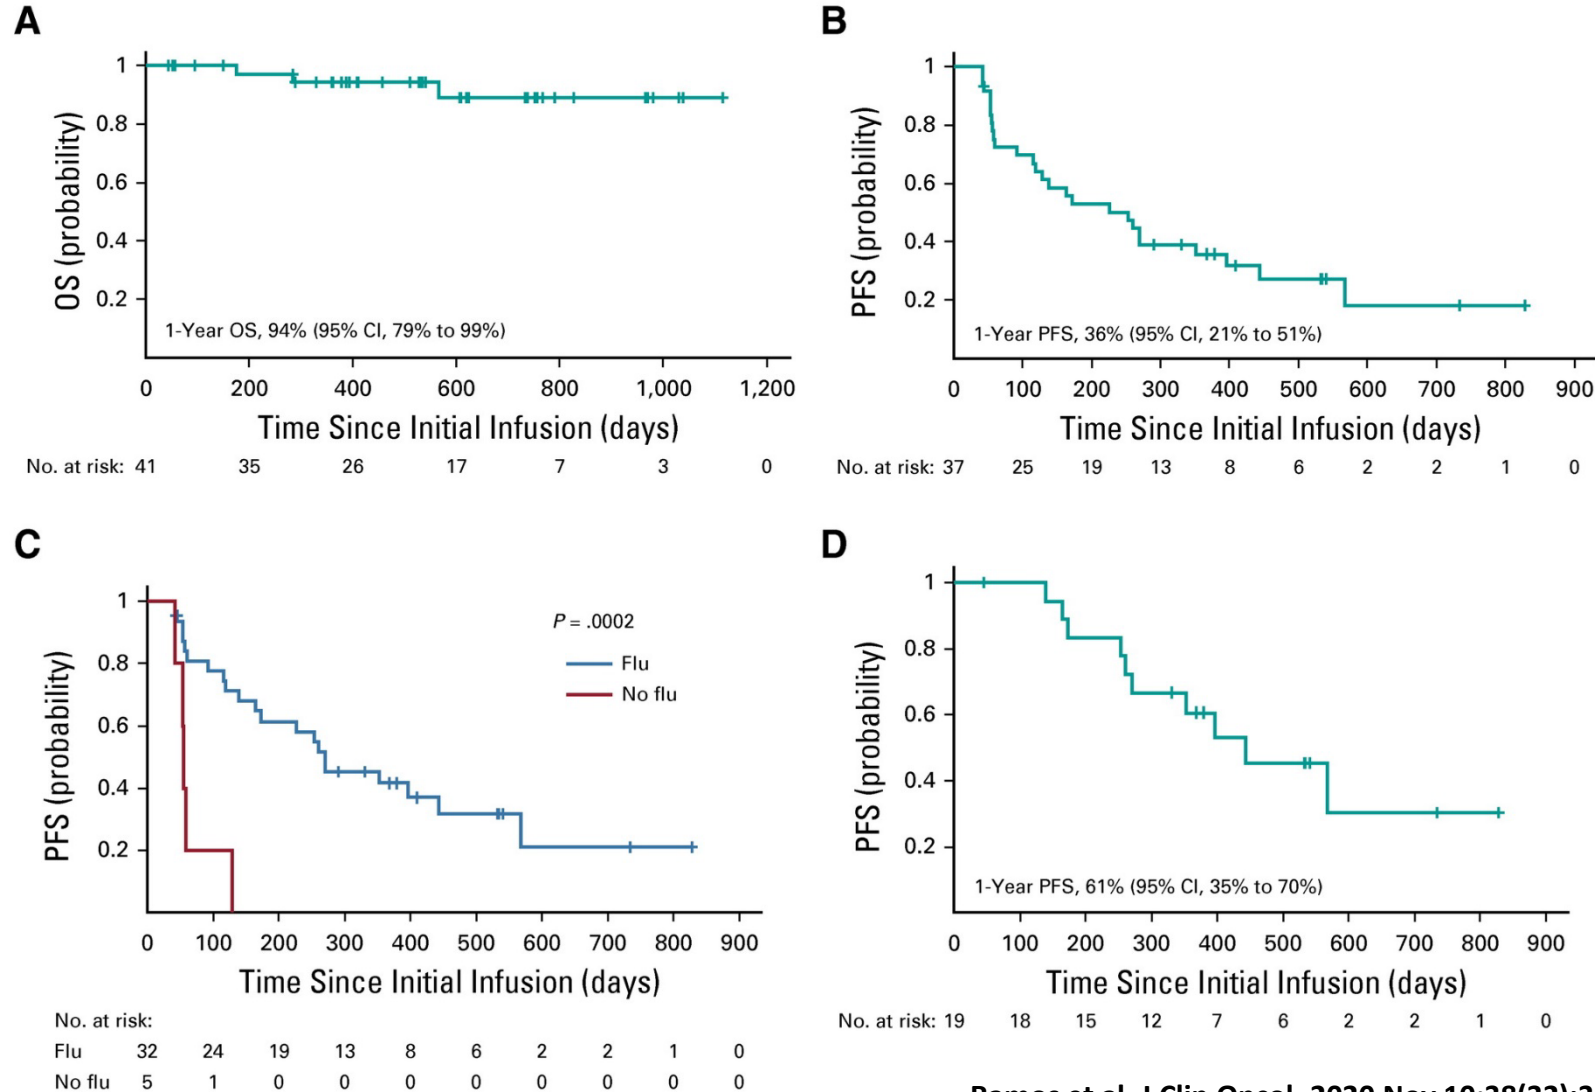 A
OS (probability)
1
0.8
0.6
0.4
0.2
1-Year OS, 94% (95% CI, 79% to 99%)
0 200 400 600 800 1,000 1,200
Time Since Initial Infusion (days)
No. at risk: 41 35 26 17 7 3 0
B
PFS (probability)
1
0.8
0.6
0.4
0.2
1-Year PFS, 36% (95% CI, 21% to 51%)
0 100 200 300 400 500 600 700 800 900
Time Since Initial Infusion (days)
No. at risk: 37 25 19 13 8 6 2 2 1 0
C
PFS (probability)
1
0.8
0.6
0.4
0.2
P = .0002
Flu
No flu
0 100 200 300 400 500 600 700 800 900
Time Since Initial Infusion (days)
No. at risk:
Flu 32 24 19 13 8 6 2 2 1 0
No flu 5 1 0 0 0 0 0 0 0 0
D
PFS (probability)
1
0.8
0.6
0.4
0.2
1-Year PFS, 61% (95% CI, 35% to 70%)
0 100 200 300 400 500 600 700 800 900
Time Since Initial Infusion (days)
No. at risk: 19 18 15 12 7 6 2 2 1 0